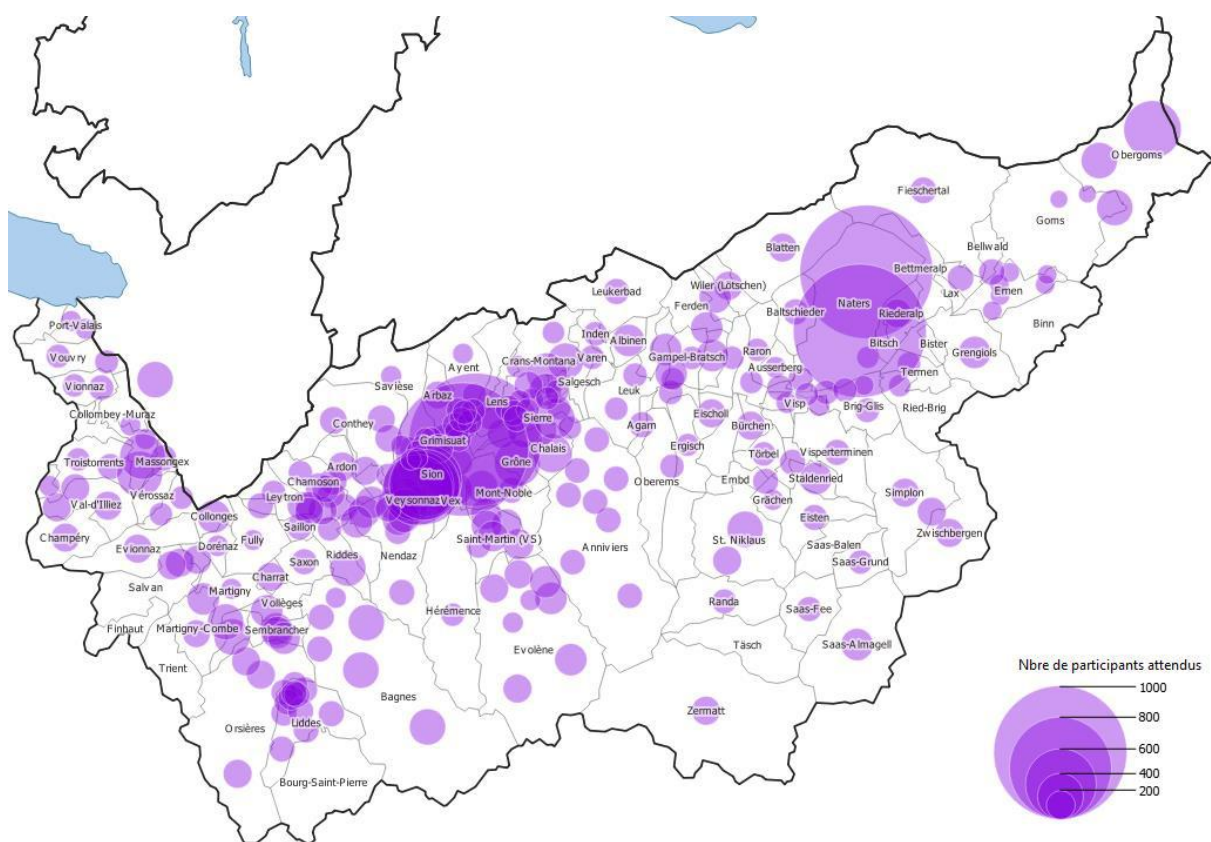 Obergoms
Fieschertal
Goms
Blatten
Bellwald
Bettmeralp
Wiler (Lötschen)
Leukerbad
Lax
Ernen
Ferden
Naters
Baltschieder
Riederalp
Binn
Port-Valais
Inden
Albinen
Bitsch
Bister
Vouvry
Crans-Montana
Varen
Gampel-Bratsch
Raron
Grengiols
Ayent
Ausserberg
Termen
Savièse
Salgesch
Vionnaz
Arbaz
Leuk
Lens
Visp
Brig-Glis
Ried-Brig
Collombey-Muraz
Sierre
Eischoll
Conthey
Agarn
Bürchen
Grimisuat
Ergisch
Chalais
Troistorrents
Massongex
Törbel
Visperterminen
Ardon
Grône
Sion
Oberems
Embd
Staldenried
Chamoson
Vérossaz
Mont-Noble
Simplon
Leytron
Veysonnaz
Vex
Grächen
Val-d'Illiez
Collonges
Eisten
Saillon
Zwischbergen
Champéry
Dorénaz
Fully
Saint-Martin (VS)
St. Niklaus
Evionnaz
Riddes
Nendaz
Anniviers
Saas-Balen
Saxon
Saas-Grund
Charrat
Salvan
Martigny
Randa
Vollèges
Hérémence
Saas-Fee
Finhaut
Martigny-Combe
Sembrancher
Täsch
Saas-Almagell
Evolène
Trient
Bagnes
Zermatt
Liddes
Orsières
Bourg-Saint-Pierre
Nbre de participants attendus
1000
800
600
400
200